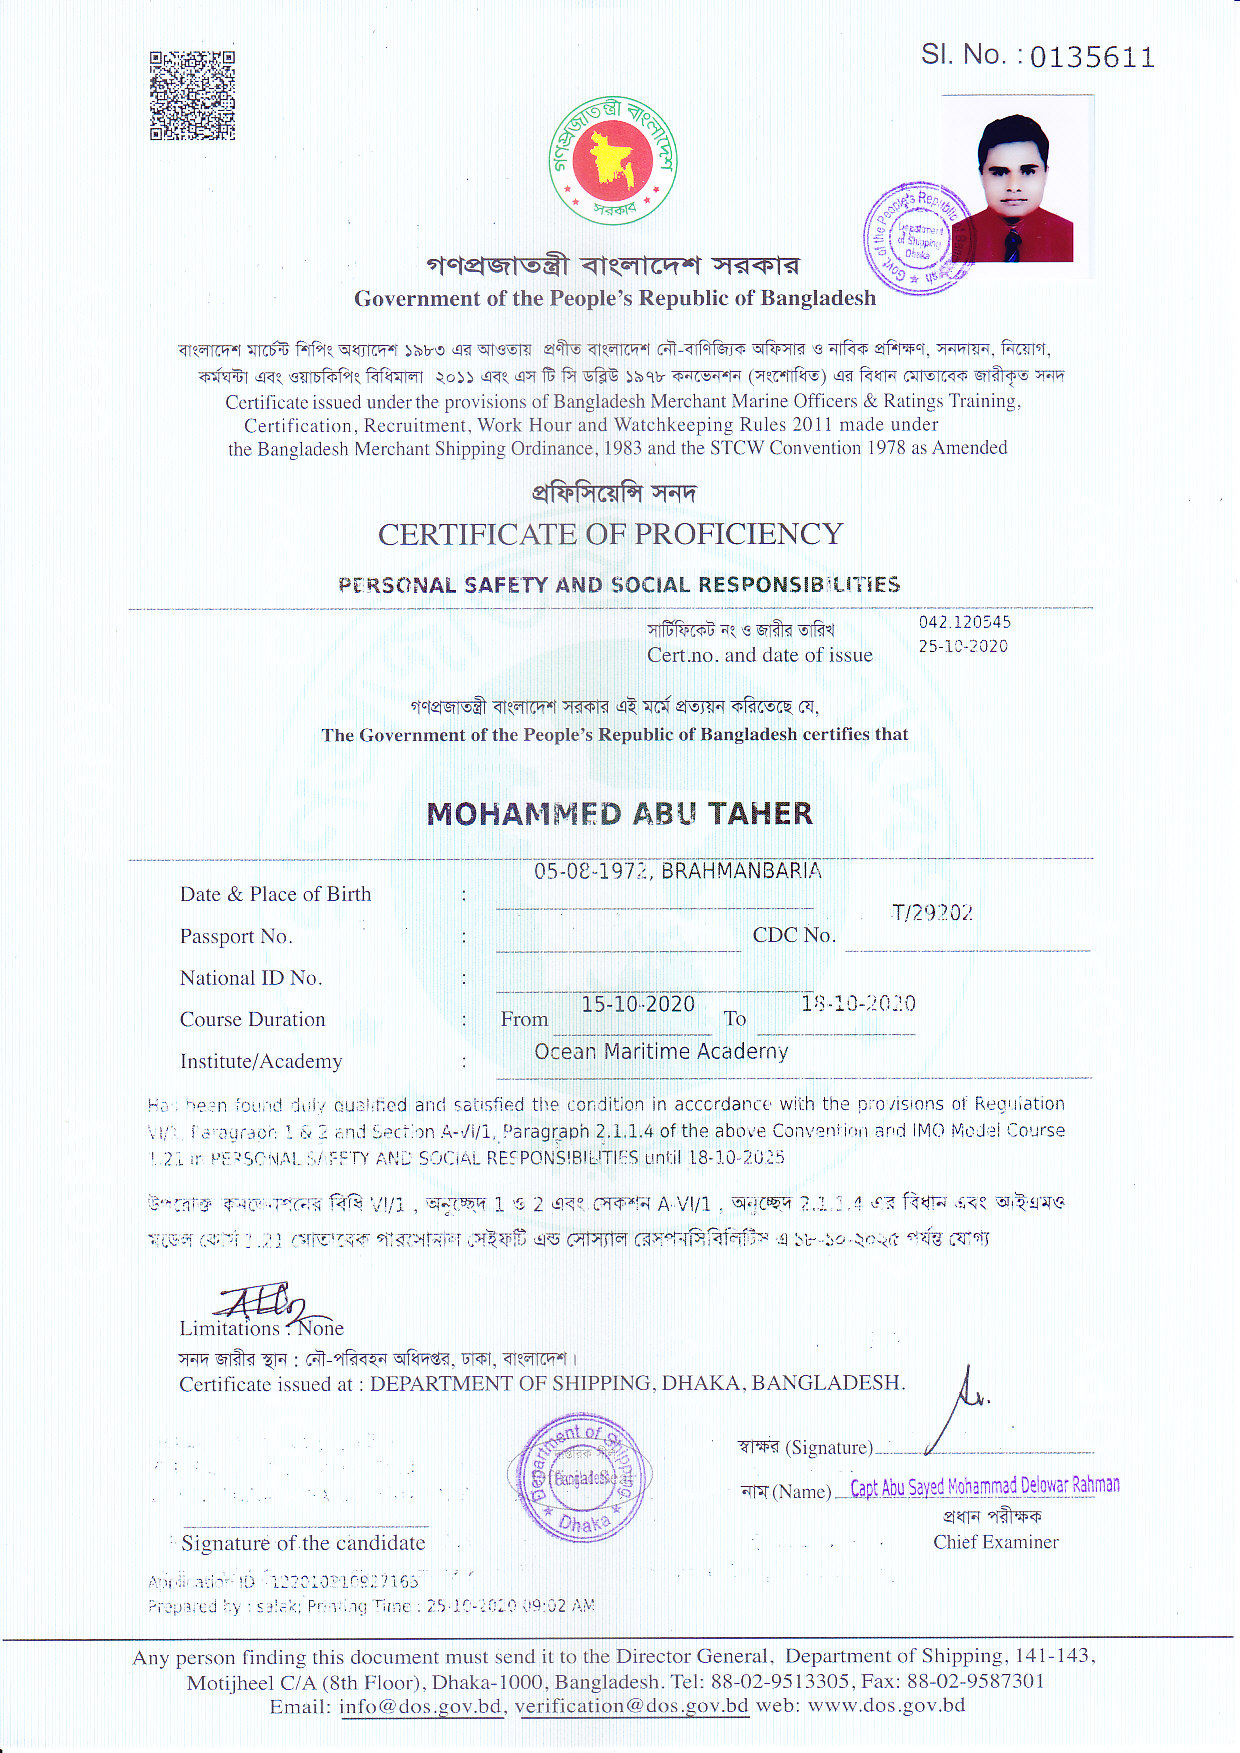 Sl. No. : 0135611
গণপ্রজাতন্ত্রী বাংলাদেশ
সরকার
Govt. of the People's Republic
Department
of Shipping
Dhaka
গণপ্রজাতন্ত্রী বাংলাদেশ সরকার
Government of the People's Republic of Bangladesh
বাংলাদেশ মার্চেন্ট শিপিং অধ্যাদেশ ১৯৮৩ এর আওতায় প্রণীত বাংলাদেশ নৌ-বাণিজ্যিক অফিসার ও নাবিক প্রশিক্ষণ, সনদায়ন, নিয়োগ,
কর্মঘন্টা এবং ওয়াচকিপিং বিধিমালা ২০১১ এবং এস টি সি ডব্লিউ ১৯৭৮ কনভেনশন (সংশোধিত) এর বিধান মোতাবেক জারীকৃত সনদ
Certificate issued under the provisions of Bangladesh Merchant Marine Officers & Ratings Training,
Certification, Recruitment, Work Hour and Watchkeeping Rules 2011 made under
the Bangladesh Merchant Shipping Ordinance, 1983 and the STCW Convention 1978 as Amended
প্রফিসিয়েন্সি সনদ
CERTIFICATE OF PROFICIENCY
PERSONAL SAFETY AND SOCIAL RESPONSIBILITIES
সার্টিফিকেট নং ও জারীর তারিখ 042.120545
Cert.no. and date of issue 25-10-2020
গণপ্রজাতন্ত্রী বাংলাদেশ সরকার এই মর্মে প্রত্যয়ন করিতেছে যে,
The Government of the People's Republic of Bangladesh certifies that
MOHAMMED ABU TAHER
Date & Place of Birth : 05-08-1972, BRAHMANBARIA
Passport No. : CDC No. T/29202
National ID No. :
Course Duration : From 15-10-2020 To 18-10-2020
Institute/Academy : Ocean Maritime Academy
Has been found duly qualified and satisfied the condition in accordance with the provisions of Regulation
VI/1, Paragraph 1 & 2 and Section A-VI/1, Paragraph 2.1.1.4 of the above Convention and IMO Model Course
1.21 in PERSONAL SAFETY AND SOCIAL RESPONSIBILITIES until 18-10-2025
উপরোক্ত কনভেনশনের বিধি VI/1 , অনুচ্ছেদ 1 ও 2 এবং সেকশন A-VI/1 , অনুচ্ছেদ 2.1.1.4 এর বিধান এবং আইএমও
মডেল কোর্স 1.21 মোতাবেক পারসোনাল সেইফটি এন্ড সোস্যাল রেসপনসিবিলিটিস এ ১৮-১০-২০২৫ পর্যন্ত যোগ্য
Limitations : None
সনদ জারীর স্থান : নৌ-পরিবহন অধিদপ্তর, ঢাকা, বাংলাদেশ।
Certificate issued at : DEPARTMENT OF SHIPPING, DHAKA, BANGLADESH.
Department of Shipping
Bangladesh
Dhaka
স্বাক্ষর (Signature)
নাম (Name) Capt Abu Sayed Mohammad Delowar Rahman
প্রধান পরীক্ষক
Chief Examiner
Signature of the candidate
Application ID
Prepared by : Printing Time : 25-10-2020 09:02 AM
Any person finding this document must send it to the Director General, Department of Shipping, 141-143,
Motijheel C/A (8th Floor), Dhaka-1000, Bangladesh. Tel: 88-02-9513305, Fax: 88-02-9587301
Email: info@dos.gov.bd, verification@dos.gov.bd web: www.dos.gov.bd